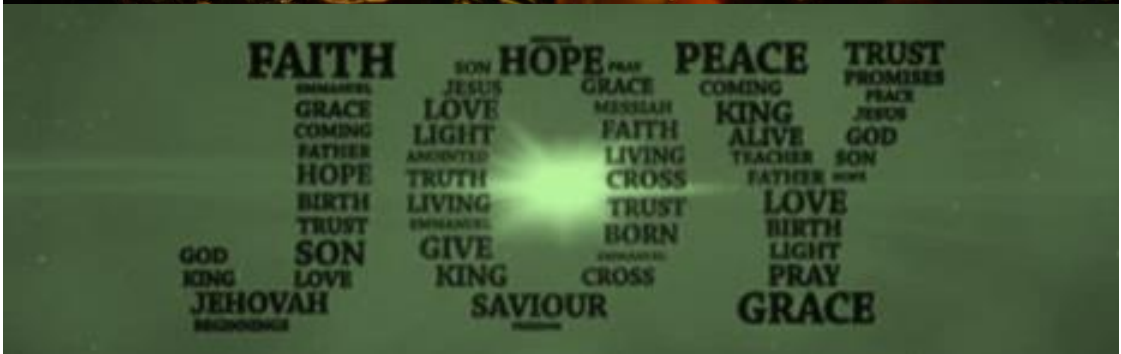 FAITH
EMMANUEL
GRACE
COMING
FATHER
HOPE
BIRTH
TRUST
GOD SON
KING LOVE
JEHOVAH
BEGINNINGS
SON HOPE PRAY
JESUS GRACE
LOVE MESSIAH
LIGHT FAITH
ANOINTED LIVING
TRUTH CROSS
LIVING TRUST
EMMANUEL BORN
GIVE EMMANUEL
KING CROSS
SAVIOUR
PEACE TRUST
COMING PROMISES
KING PEACE
ALIVE JESUS
TEACHER GOD
FATHER SON
HOPE
LOVE
BIRTH
LIGHT
PRAY
GRACE